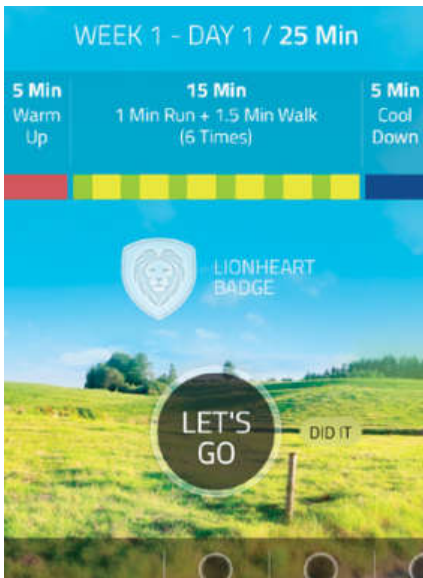 WEEK 1 - DAY 1 / 25 Min
5 Min
Warm
Up
15 Min
1 Min Run + 1.5 Min Walk
(6 Times)
5 Min
Cool
Down
LIONHEART
BADGE
LET'S
GO
DID IT